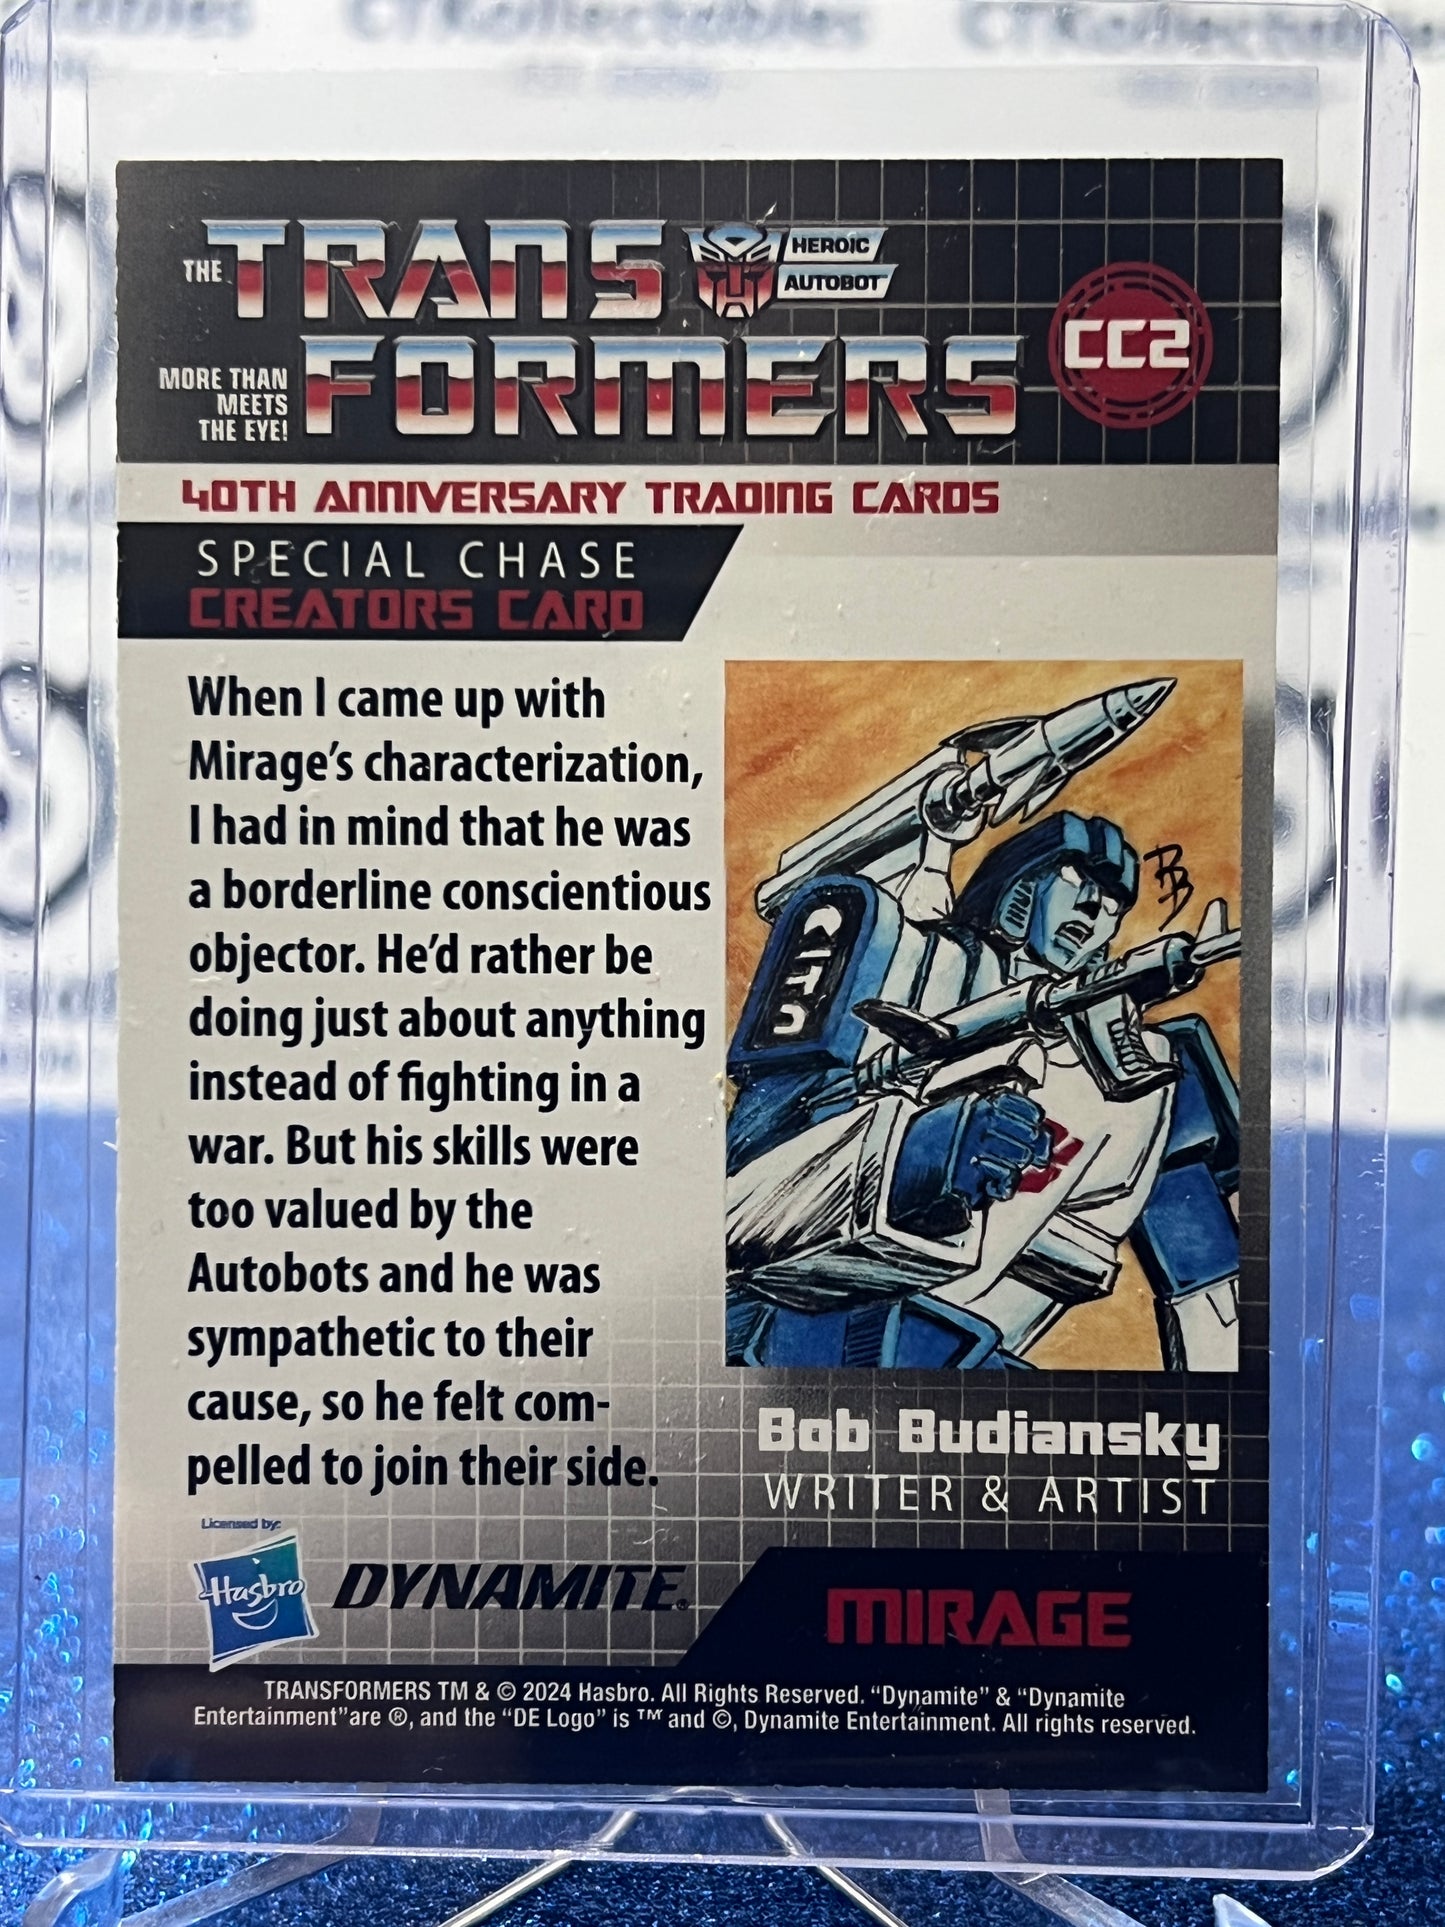 THE TRANS HEROIC AUTOBOT
MORE THAN MEETS THE EYE! FORMERS
CC2
40TH ANNIVERSARY TRADING CARDS
SPECIAL CHASE
CREATORS CARD
When I came up with
Mirage's characterization,
I had in mind that he was
a borderline conscientious
objector. He'd rather be
doing just about anything
instead of fighting in a
war. But his skills were
too valued by the
Autobots and he was
sympathetic to their
cause, so he felt com-
pelled to join their side.
RB
Bob Budiansky
WRITER & ARTIST
Licensed by:
Hasbro
DYNAMITE®
MIRAGE
TRANSFORMERS TM & © 2024 Hasbro. All Rights Reserved. "Dynamite" & "Dynamite
Entertainment"are ®, and the "DE Logo" is ™ and ©, Dynamite Entertainment. All rights reserved.